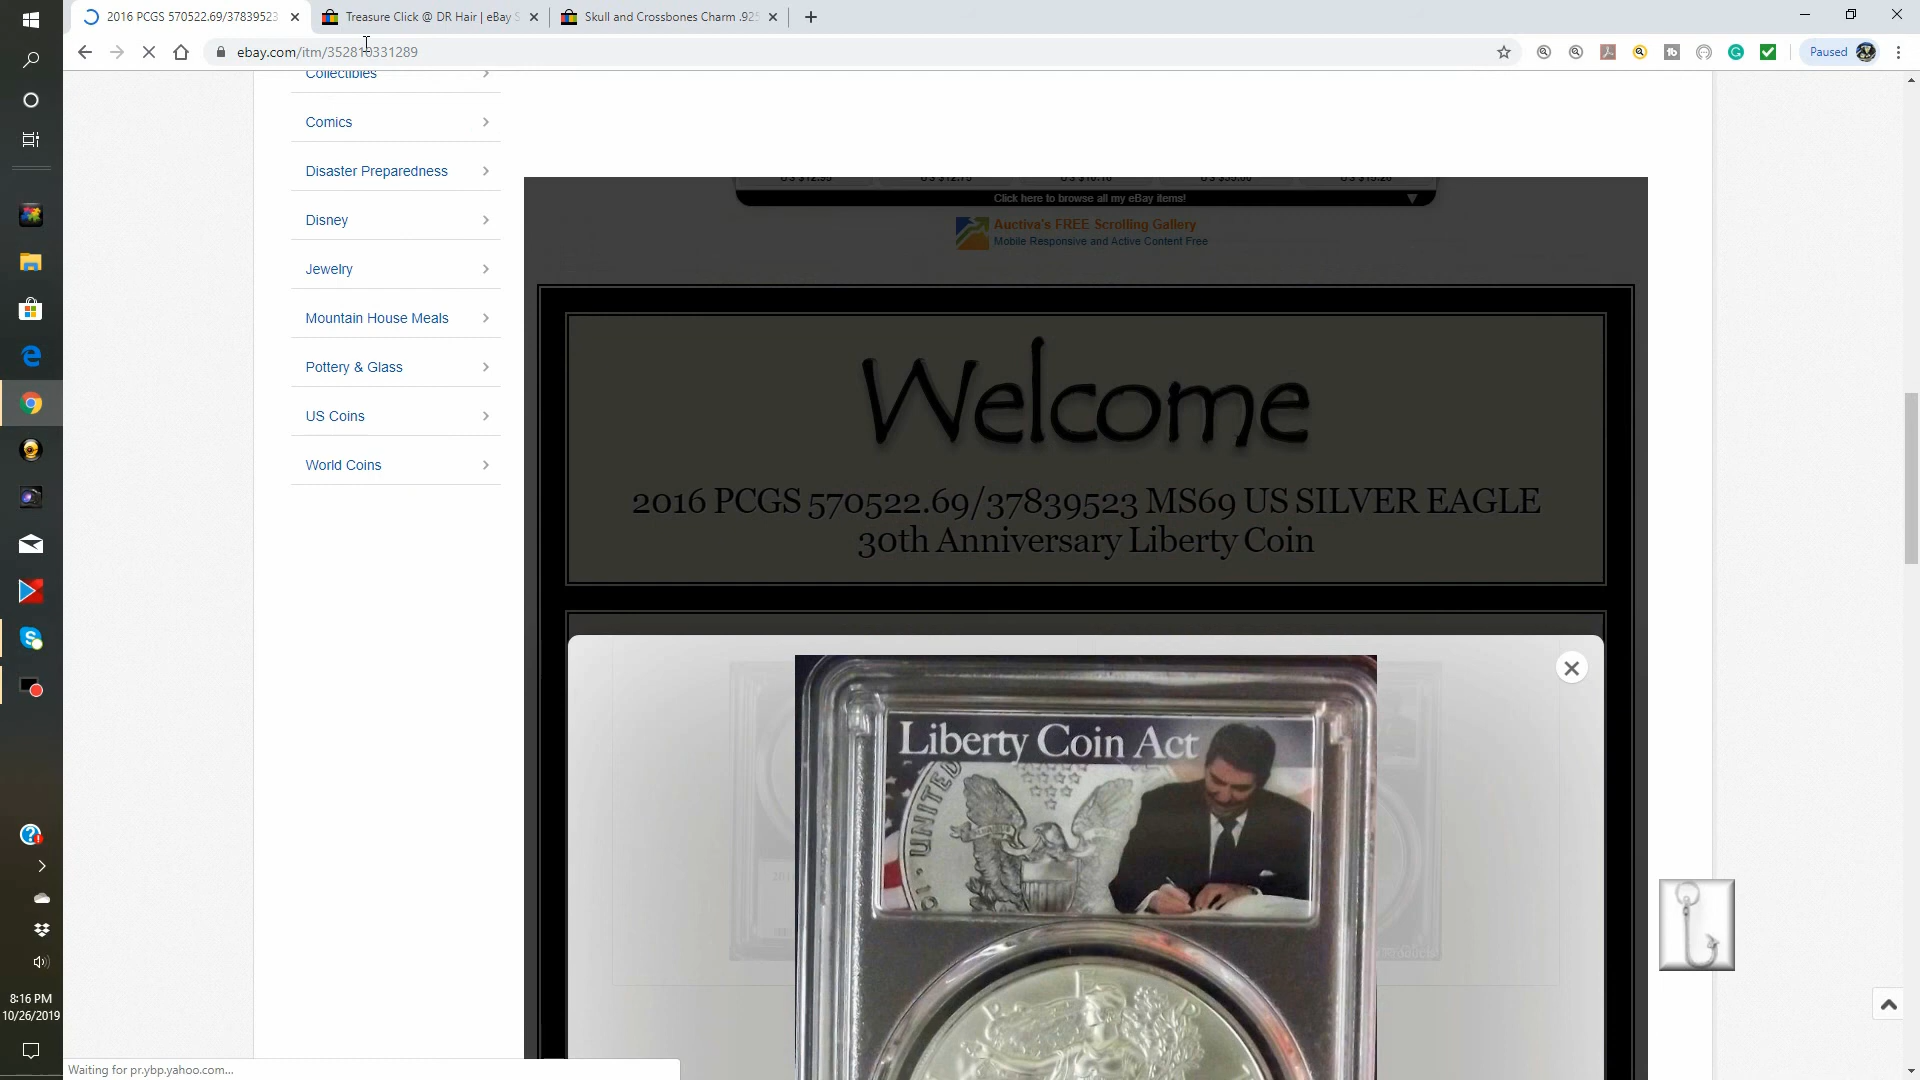 2016 PCGS 570522.69/37839523
Treasure Click @ DR Hair | eBay S
Skull and Crossbones Charm .925
ebay.com/itm/352810331289
Paused
Collectibles
Comics
Disaster Preparedness
Disney
Jewelry
Mountain House Meals
Pottery & Glass
US Coins
World Coins
Click here to browse all my eBay items!
Auctiva's FREE Scrolling Gallery
Mobile Responsive and Active Content Free
Welcome
2016 PCGS 570522.69/37839523 MS69 US SILVER EAGLE
30th Anniversary Liberty Coin
Liberty Coin Act
UNITED
8:16 PM
10/26/2019
Waiting for pr.ybp.yahoo.com...